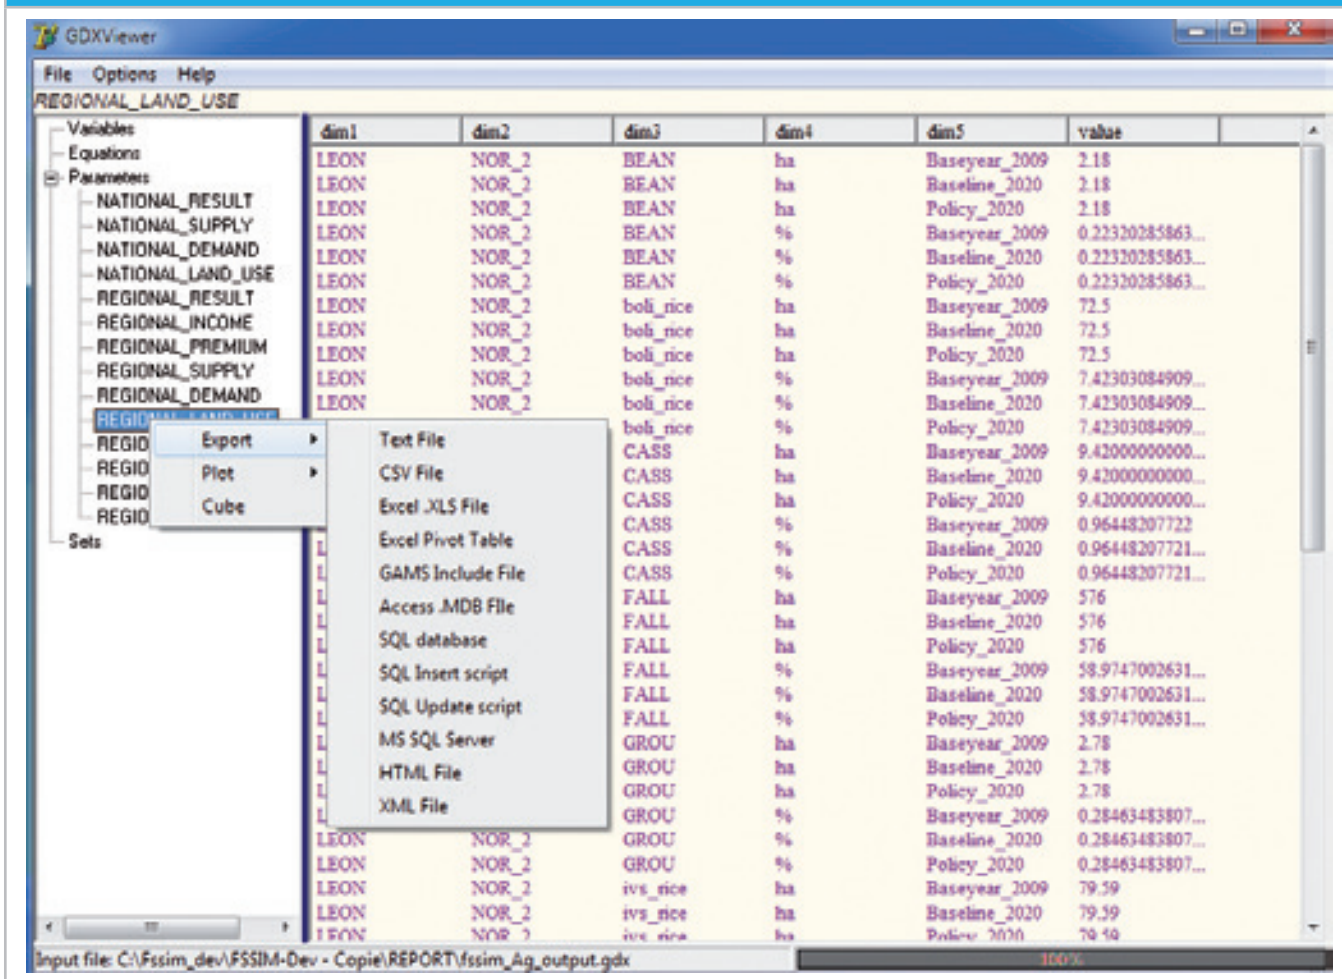 GDXViewer
File Options Help
REGIONAL_LAND_USE
Variables
Equations
Parameters
NATIONAL_RESULT
NATIONAL_SUPPLY
NATIONAL_DEMAND
NATIONAL_LAND_USE
REGIONAL_RESULT
REGIONAL_INCOME
REGIONAL_PREMIUM
REGIONAL_SUPPLY
REGIONAL_DEMAND
REGIONAL_LAND_USE
REGIO
REGIO
REGIO
REGIO
Sets
Export
Plot
Cube
Text File
CSV File
Excel .XLS File
Excel Pivot Table
GAMS Include File
Access .MDB FIle
SQL database
SQL Insert script
SQL Update script
MS SQL Server
HTML File
XML File
dim1 dim2 dim3 dim4 dim5 value
LEON NOR_2 BEAN ha Baseyear_2009 2.18
LEON NOR_2 BEAN ha Baseline_2020 2.18
LEON NOR_2 BEAN ha Policy_2020 2.18
LEON NOR_2 BEAN % Baseyear_2009 0.22320285863...
LEON NOR_2 BEAN % Baseline_2020 0.22320285863...
LEON NOR_2 BEAN % Policy_2020 0.22320285863...
LEON NOR_2 boli_rice ha Baseyear_2009 72.5
LEON NOR_2 boli_rice ha Baseline_2020 72.5
LEON NOR_2 boli_rice ha Policy_2020 72.5
LEON NOR_2 boli_rice % Baseyear_2009 7.42303084909...
LEON NOR_2 boli_rice % Baseline_2020 7.42303084909...
boli_rice % Policy_2020 7.42303084909...
CASS ha Baseyear_2009 9.42000000000...
CASS ha Baseline_2020 9.42000000000...
CASS ha Policy_2020 9.42000000000...
CASS % Baseyear_2009 0.96448207722
L CASS % Baseline_2020 0.96448207721...
L CASS % Policy_2020 0.96448207721...
L FALL ha Baseyear_2009 576
L FALL ha Baseline_2020 576
L FALL ha Policy_2020 576
L FALL % Baseyear_2009 58.9747002631...
L FALL % Baseline_2020 58.9747002631...
L FALL % Policy_2020 58.9747002631...
L GROU ha Baseyear_2009 2.78
L GROU ha Baseline_2020 2.78
L GROU ha Policy_2020 2.78
L GROU % Baseyear_2009 0.28463483807...
LEON NOR_2 GROU % Baseline_2020 0.28463483807...
LEON NOR_2 GROU % Policy_2020 0.28463483807...
LEON NOR_2 ivs_rice ha Baseyear_2009 79.59
LEON NOR_2 ivs_rice ha Baseline_2020 79.59
LEON NOR_2 ivs_rice ha Policy_2020 79.59
Input file: C:\Fssim_dev\FSSIM-Dev - Copie\REPORT\fssim_Ag_output.gdx 100%